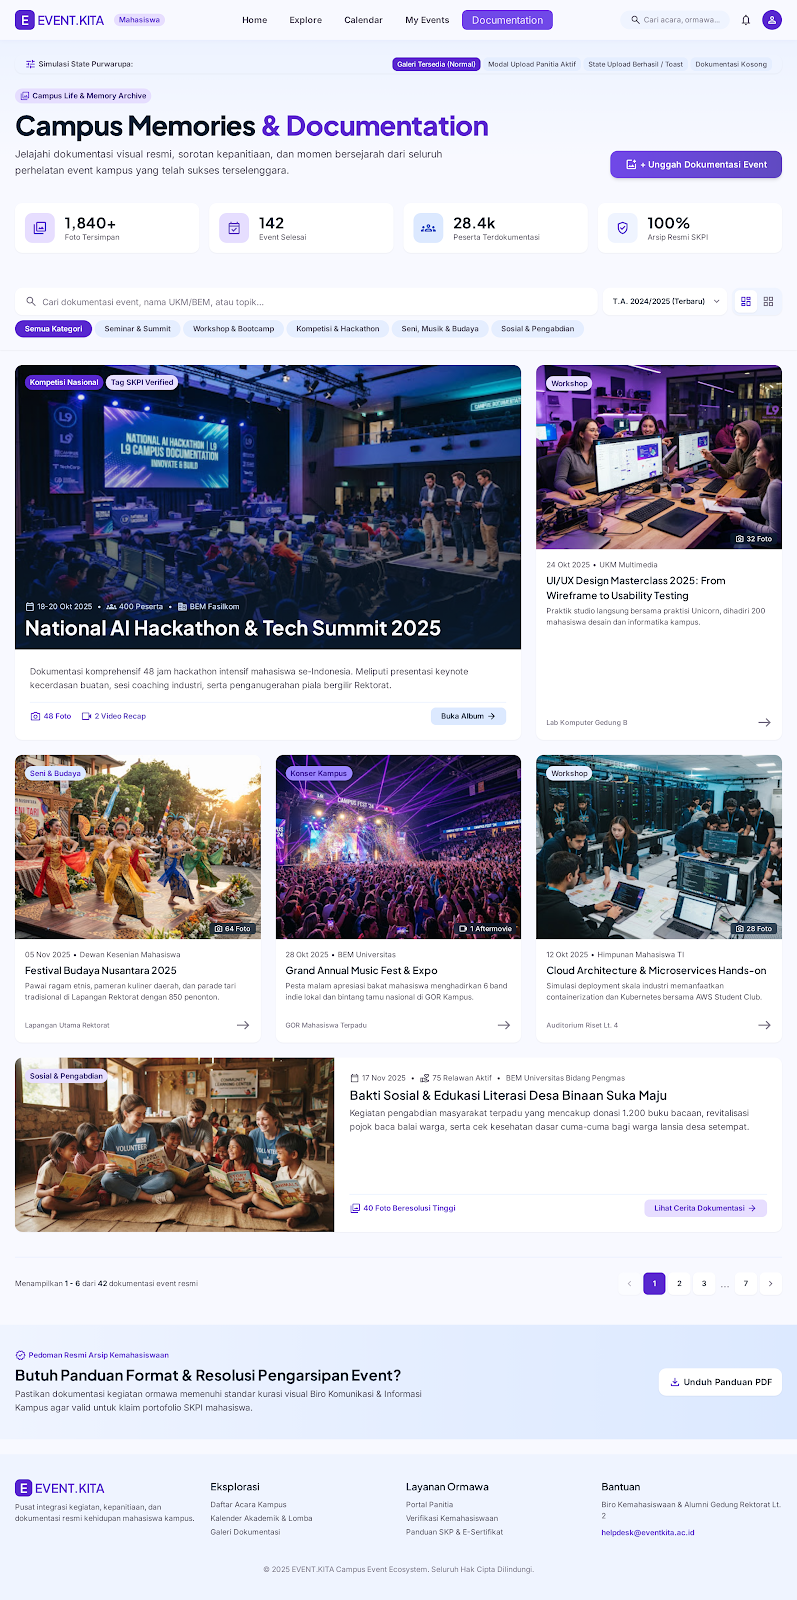 E EVENT.KITA
Mahasiswa
Home
Explore
Calendar
My Events
Documentation
Cari acara, ormawa...
Simulasi State Purwarupa:
Galeri Tersedia (Normal)
Modal Upload Panitia Aktif
State Upload Berhasil / Toast
Dokumentasi Kosong
Campus Life & Memory Archive
Campus Memories & Documentation
Jelajahi dokumentasi visual resmi, sorotan kepanitiaan, dan momen bersejarah dari seluruh
perhelatan event kampus yang telah sukses terselenggara.
+ Unggah Dokumentasi Event
1,840+
Foto Tersimpan
142
Event Selesai
28.4k
Peserta Terdokumentasi
100%
Arsip Resmi SKPI
Cari dokumentasi event, nama UKM/BEM, atau topik...
T.A. 2024/2025 (Terbaru)
Semua Kategori
Seminar & Summit
Workshop & Bootcamp
Kompetisi & Hackathon
Seni, Musik & Budaya
Sosial & Pengabdian
Kompetisi Nasional
Tag SKPI Verified
NATIONAL AI HACKATHON | L9
L9 CAMPUS DOCUMENTATION
INNOVATE & BUILD
18-20 Okt 2025 • 400 Peserta • BEM Fasilkom
National AI Hackathon & Tech Summit 2025
Dokumentasi komprehensif 48 jam hackathon intensif mahasiswa se-Indonesia. Meliputi presentasi keynote
kecerdasan buatan, sesi coaching industri, serta penganugerahan piala bergilir Rektorat.
48 Foto
2 Video Recap
Buka Album →
Workshop
32 Foto
24 Okt 2025 • UKM Multimedia
UI/UX Design Masterclass 2025: From
Wireframe to Usability Testing
Praktik studio langsung bersama praktisi Unicorn, dihadiri 200
mahasiswa desain dan informatika kampus.
Lab Komputer Gedung B
Seni & Budaya
64 Foto
05 Nov 2025 • Dewan Kesenian Mahasiswa
Festival Budaya Nusantara 2025
Pawai ragam etnis, pameran kuliner daerah, dan parade tari
tradisional di Lapangan Rektorat dengan 850 penonton.
Lapangan Utama Rektorat
Konser Kampus
CAMPUS FEST '24
1 Aftermovie
28 Okt 2025 • BEM Universitas
Grand Annual Music Fest & Expo
Pesta malam apresiasi bakat mahasiswa menghadirkan 6 band
indie lokal dan bintang tamu nasional di GOR Kampus.
GOR Mahasiswa Terpadu
Workshop
28 Foto
12 Okt 2025 • Himpunan Mahasiswa TI
Cloud Architecture & Microservices Hands-on
Simulasi deployment skala industri memanfaatkan
containerization dan Kubernetes bersama AWS Student Club.
Auditorium Riset Lt. 4
Sosial & Pengabdian
COMMUNITY
LEARNING CENTER
VOLUNTEER
VOLUNTEER
17 Nov 2025 • 75 Relawan Aktif • BEM Universitas Bidang Pengmas
Bakti Sosial & Edukasi Literasi Desa Binaan Suka Maju
Kegiatan pengabdian masyarakat terpadu yang mencakup donasi 1.200 buku bacaan, revitalisasi
pojok baca balai warga, serta cek kesehatan dasar cuma-cuma bagi warga lansia desa setempat.
40 Foto Beresolusi Tinggi
Lihat Cerita Dokumentasi →
Menampilkan 1 - 6 dari 42 dokumentasi event resmi
1 2 3 ... 7
Pedoman Resmi Arsip Kemahasiswaan
Butuh Panduan Format & Resolusi Pengarsipan Event?
Pastikan dokumentasi kegiatan ormawa memenuhi standar kurasi visual Biro Komunikasi & Informasi
Kampus agar valid untuk klaim portofolio SKPI mahasiswa.
Unduh Panduan PDF
E EVENT.KITA
Pusat integrasi kegiatan, kepanitiaan, dan
dokumentasi resmi kehidupan mahasiswa kampus.
Eksplorasi
Daftar Acara Kampus
Kalender Akademik & Lomba
Galeri Dokumentasi
Layanan Ormawa
Portal Panitia
Verifikasi Kemahasiswaan
Panduan SKP & E-Sertifikat
Bantuan
Biro Kemahasiswaan & Alumni Gedung Rektorat Lt.
2
helpdesk@eventkita.ac.id
© 2025 EVENT.KITA Campus Event Ecosystem. Seluruh Hak Cipta Dilindungi.